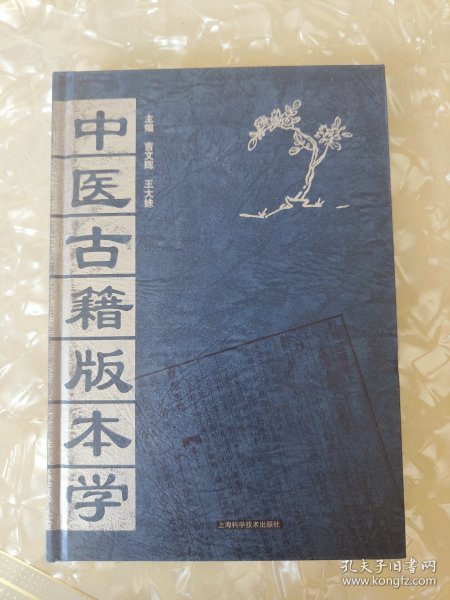 中医古籍版本学
主编 吉文辉 王大妹
上海科学技术出版社
孔夫子旧书网
www.kongfz.com